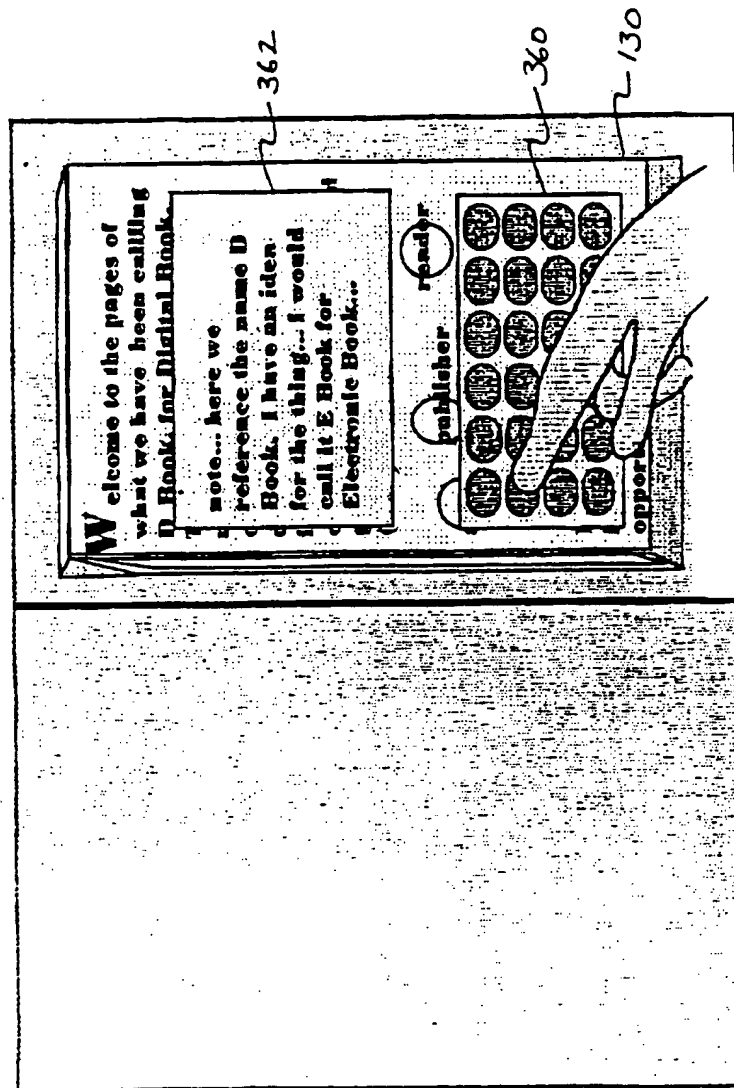 Welcome to the pages of
what we have been callling
D Book, for Digital Book.
note... here we
reference the name D
Book. I have an idea
for the thing... I would
call it E Book for
Electronic Book...
publisher
reader
oppor
362
360
130